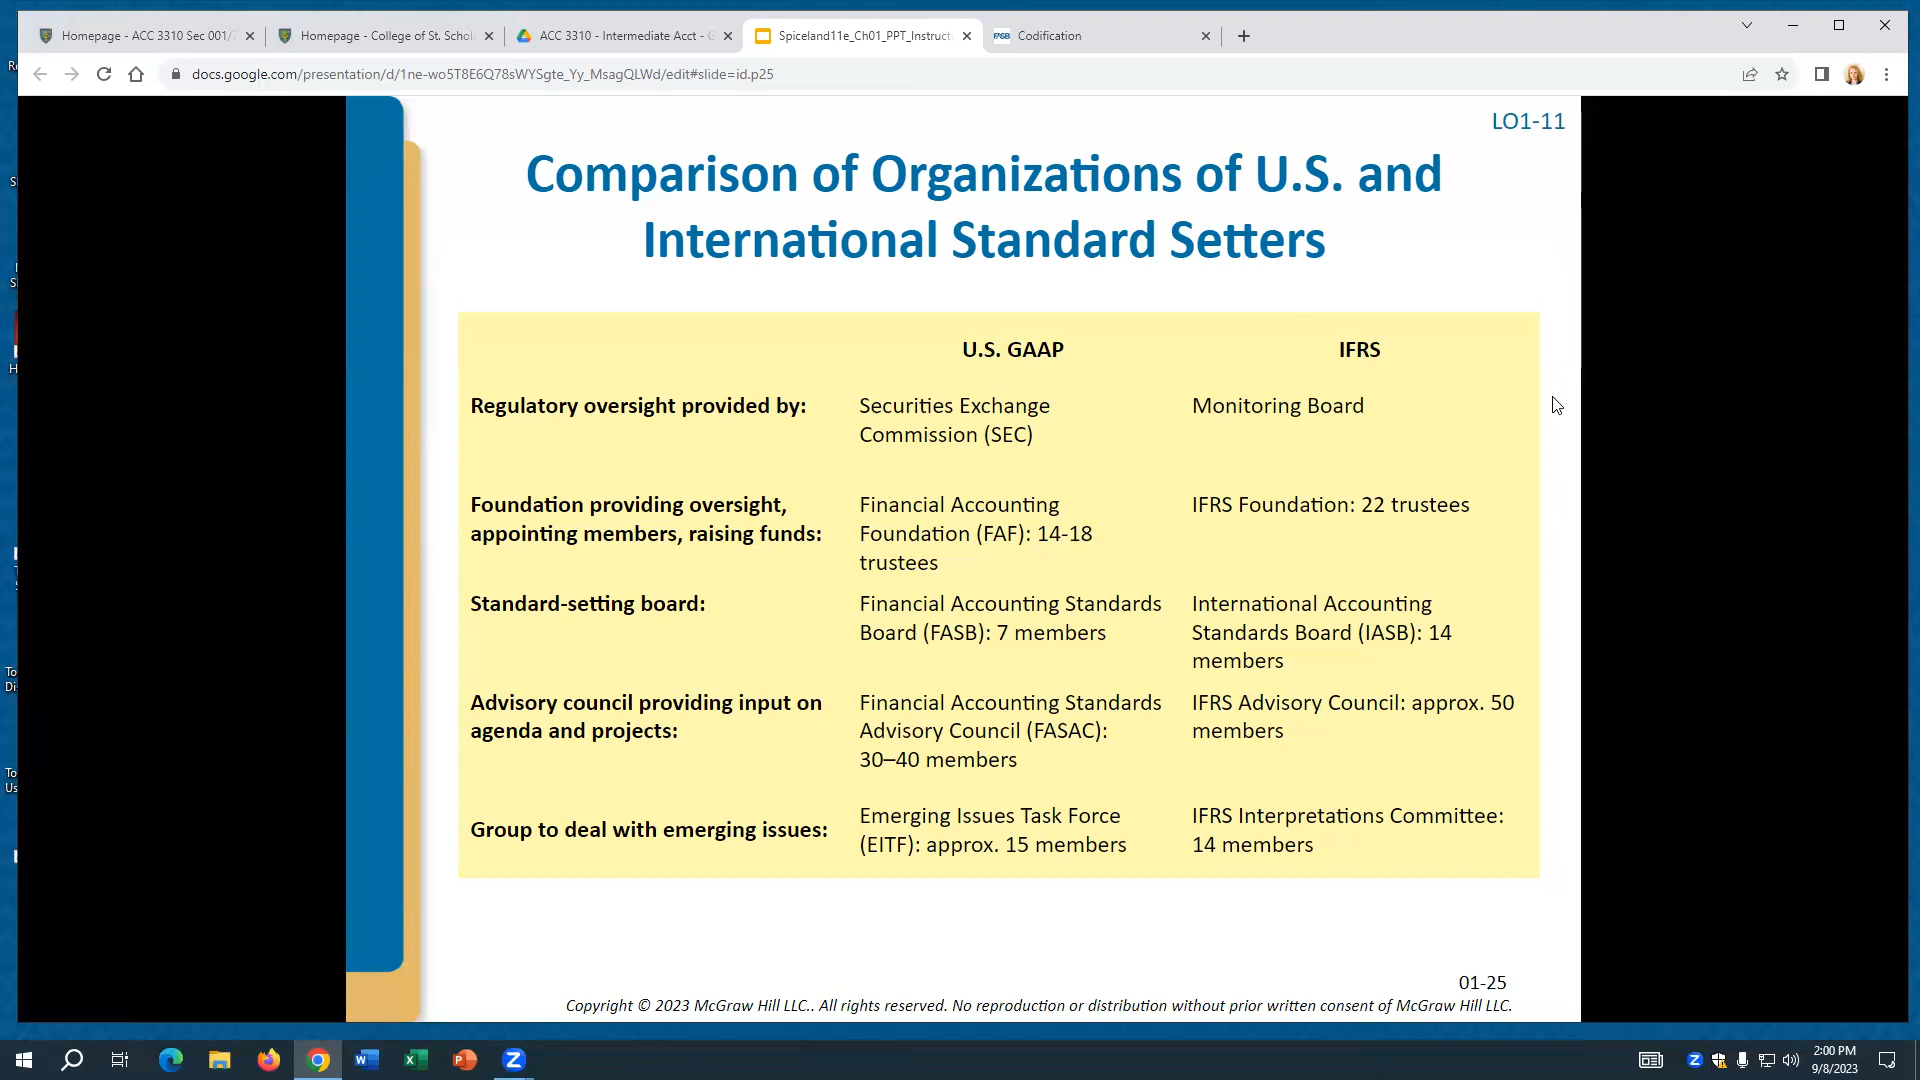 Homepage - ACC 3310 Sec 001/
Homepage - College of St. Schol
ACC 3310 - Intermediate Acct - G
Spiceland11e_Ch01_PPT_Instruct
FASB Codification
docs.google.com/presentation/d/1ne-wo5T8E6Q78sWYSgte_Yy_MsagQLWd/edit#slide=id.p25
LO1-11
Comparison of Organizations of U.S. and
International Standard Setters
U.S. GAAP IFRS
Regulatory oversight provided by: Securities Exchange Monitoring Board
Commission (SEC)
Foundation providing oversight, Financial Accounting IFRS Foundation: 22 trustees
appointing members, raising funds: Foundation (FAF): 14-18
trustees
Standard-setting board: Financial Accounting Standards International Accounting
Board (FASB): 7 members Standards Board (IASB): 14
members
Advisory council providing input on Financial Accounting Standards IFRS Advisory Council: approx. 50
agenda and projects: Advisory Council (FASAC): members
30–40 members
Group to deal with emerging issues: Emerging Issues Task Force IFRS Interpretations Committee:
(EITF): approx. 15 members 14 members
01-25
Copyright © 2023 McGraw Hill LLC.. All rights reserved. No reproduction or distribution without prior written consent of McGraw Hill LLC.
2:00 PM
9/8/2023